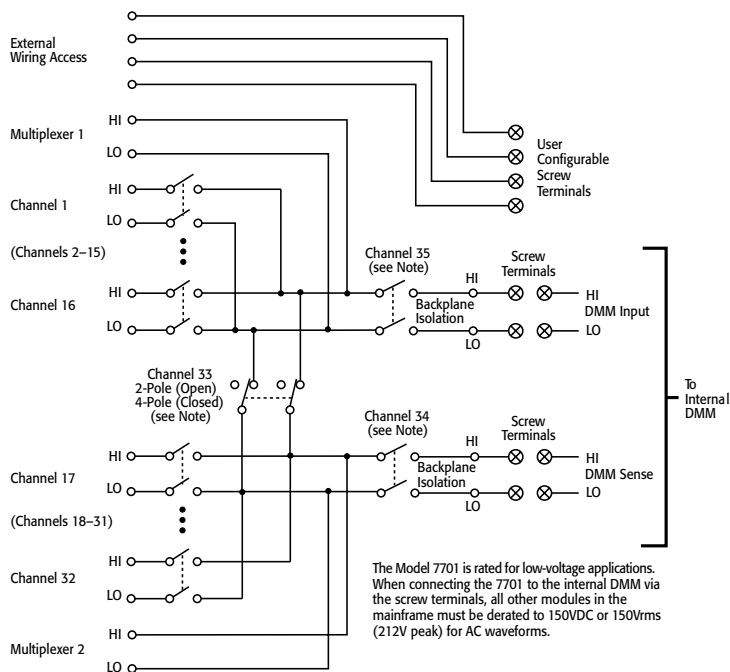 External
Wiring Access
Multiplexer 1
HI
LO
User
Configurable
Screw
Terminals
Channel 1
HI
LO
(Channels 2–15)
Channel 16
HI
LO
Channel 35
(see Note)
Backplane
Isolation
HI
LO
Screw
Terminals
HI
DMM Input
LO
Channel 33
2-Pole (Open)
4-Pole (Closed)
(see Note)
To
Internal
DMM
Channel 17
HI
LO
Channel 34
(see Note)
Backplane
Isolation
HI
LO
Screw
Terminals
HI
DMM Sense
LO
(Channels 18–31)
Channel 32
HI
LO
Multiplexer 2
HI
LO
The Model 7701 is rated for low-voltage applications.
When connecting the 7701 to the internal DMM via
the screw terminals, all other modules in the
mainframe must be derated to 150VDC or 150Vrms
(212V peak) for AC waveforms.